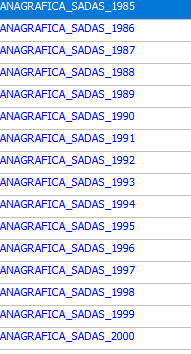 ANAGRAFICA_SADAS_1985
ANAGRAFICA_SADAS_1986
ANAGRAFICA_SADAS_1987
ANAGRAFICA_SADAS_1988
ANAGRAFICA_SADAS_1989
ANAGRAFICA_SADAS_1990
ANAGRAFICA_SADAS_1991
ANAGRAFICA_SADAS_1992
ANAGRAFICA_SADAS_1993
ANAGRAFICA_SADAS_1994
ANAGRAFICA_SADAS_1995
ANAGRAFICA_SADAS_1996
ANAGRAFICA_SADAS_1997
ANAGRAFICA_SADAS_1998
ANAGRAFICA_SADAS_1999
ANAGRAFICA_SADAS_2000